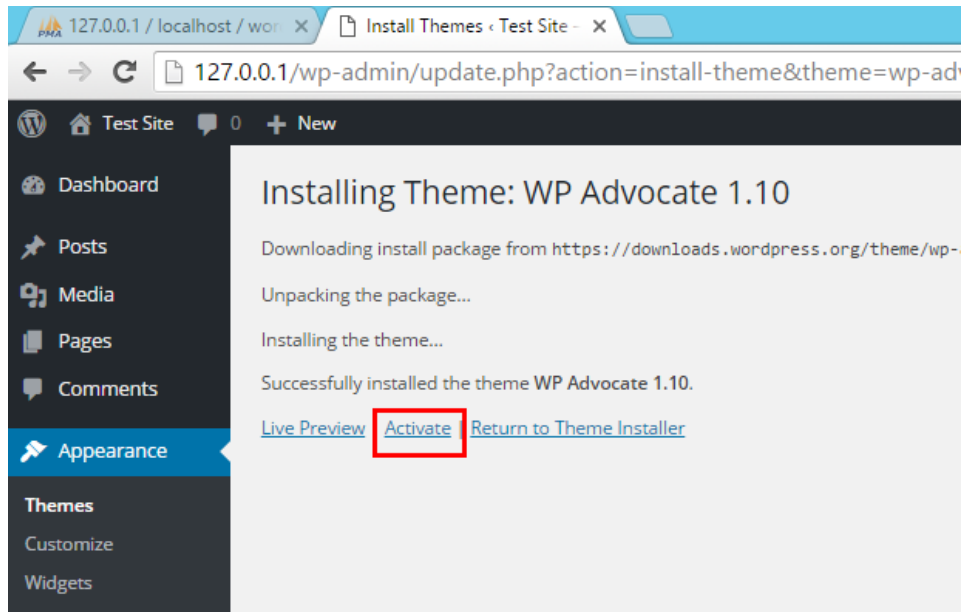 127.0.0.1 / localhost / wor
Install Themes ‹ Test Site -
127.0.0.1/wp-admin/update.php?action=install-theme&theme=wp-adv
Test Site 0 + New
Dashboard
Posts
Media
Pages
Comments
Appearance
Themes
Customize
Widgets
Installing Theme: WP Advocate 1.10
Downloading install package from https://downloads.wordpress.org/theme/wp-
Unpacking the package...
Installing the theme...
Successfully installed the theme WP Advocate 1.10.
Live Preview | Activate | Return to Theme Installer